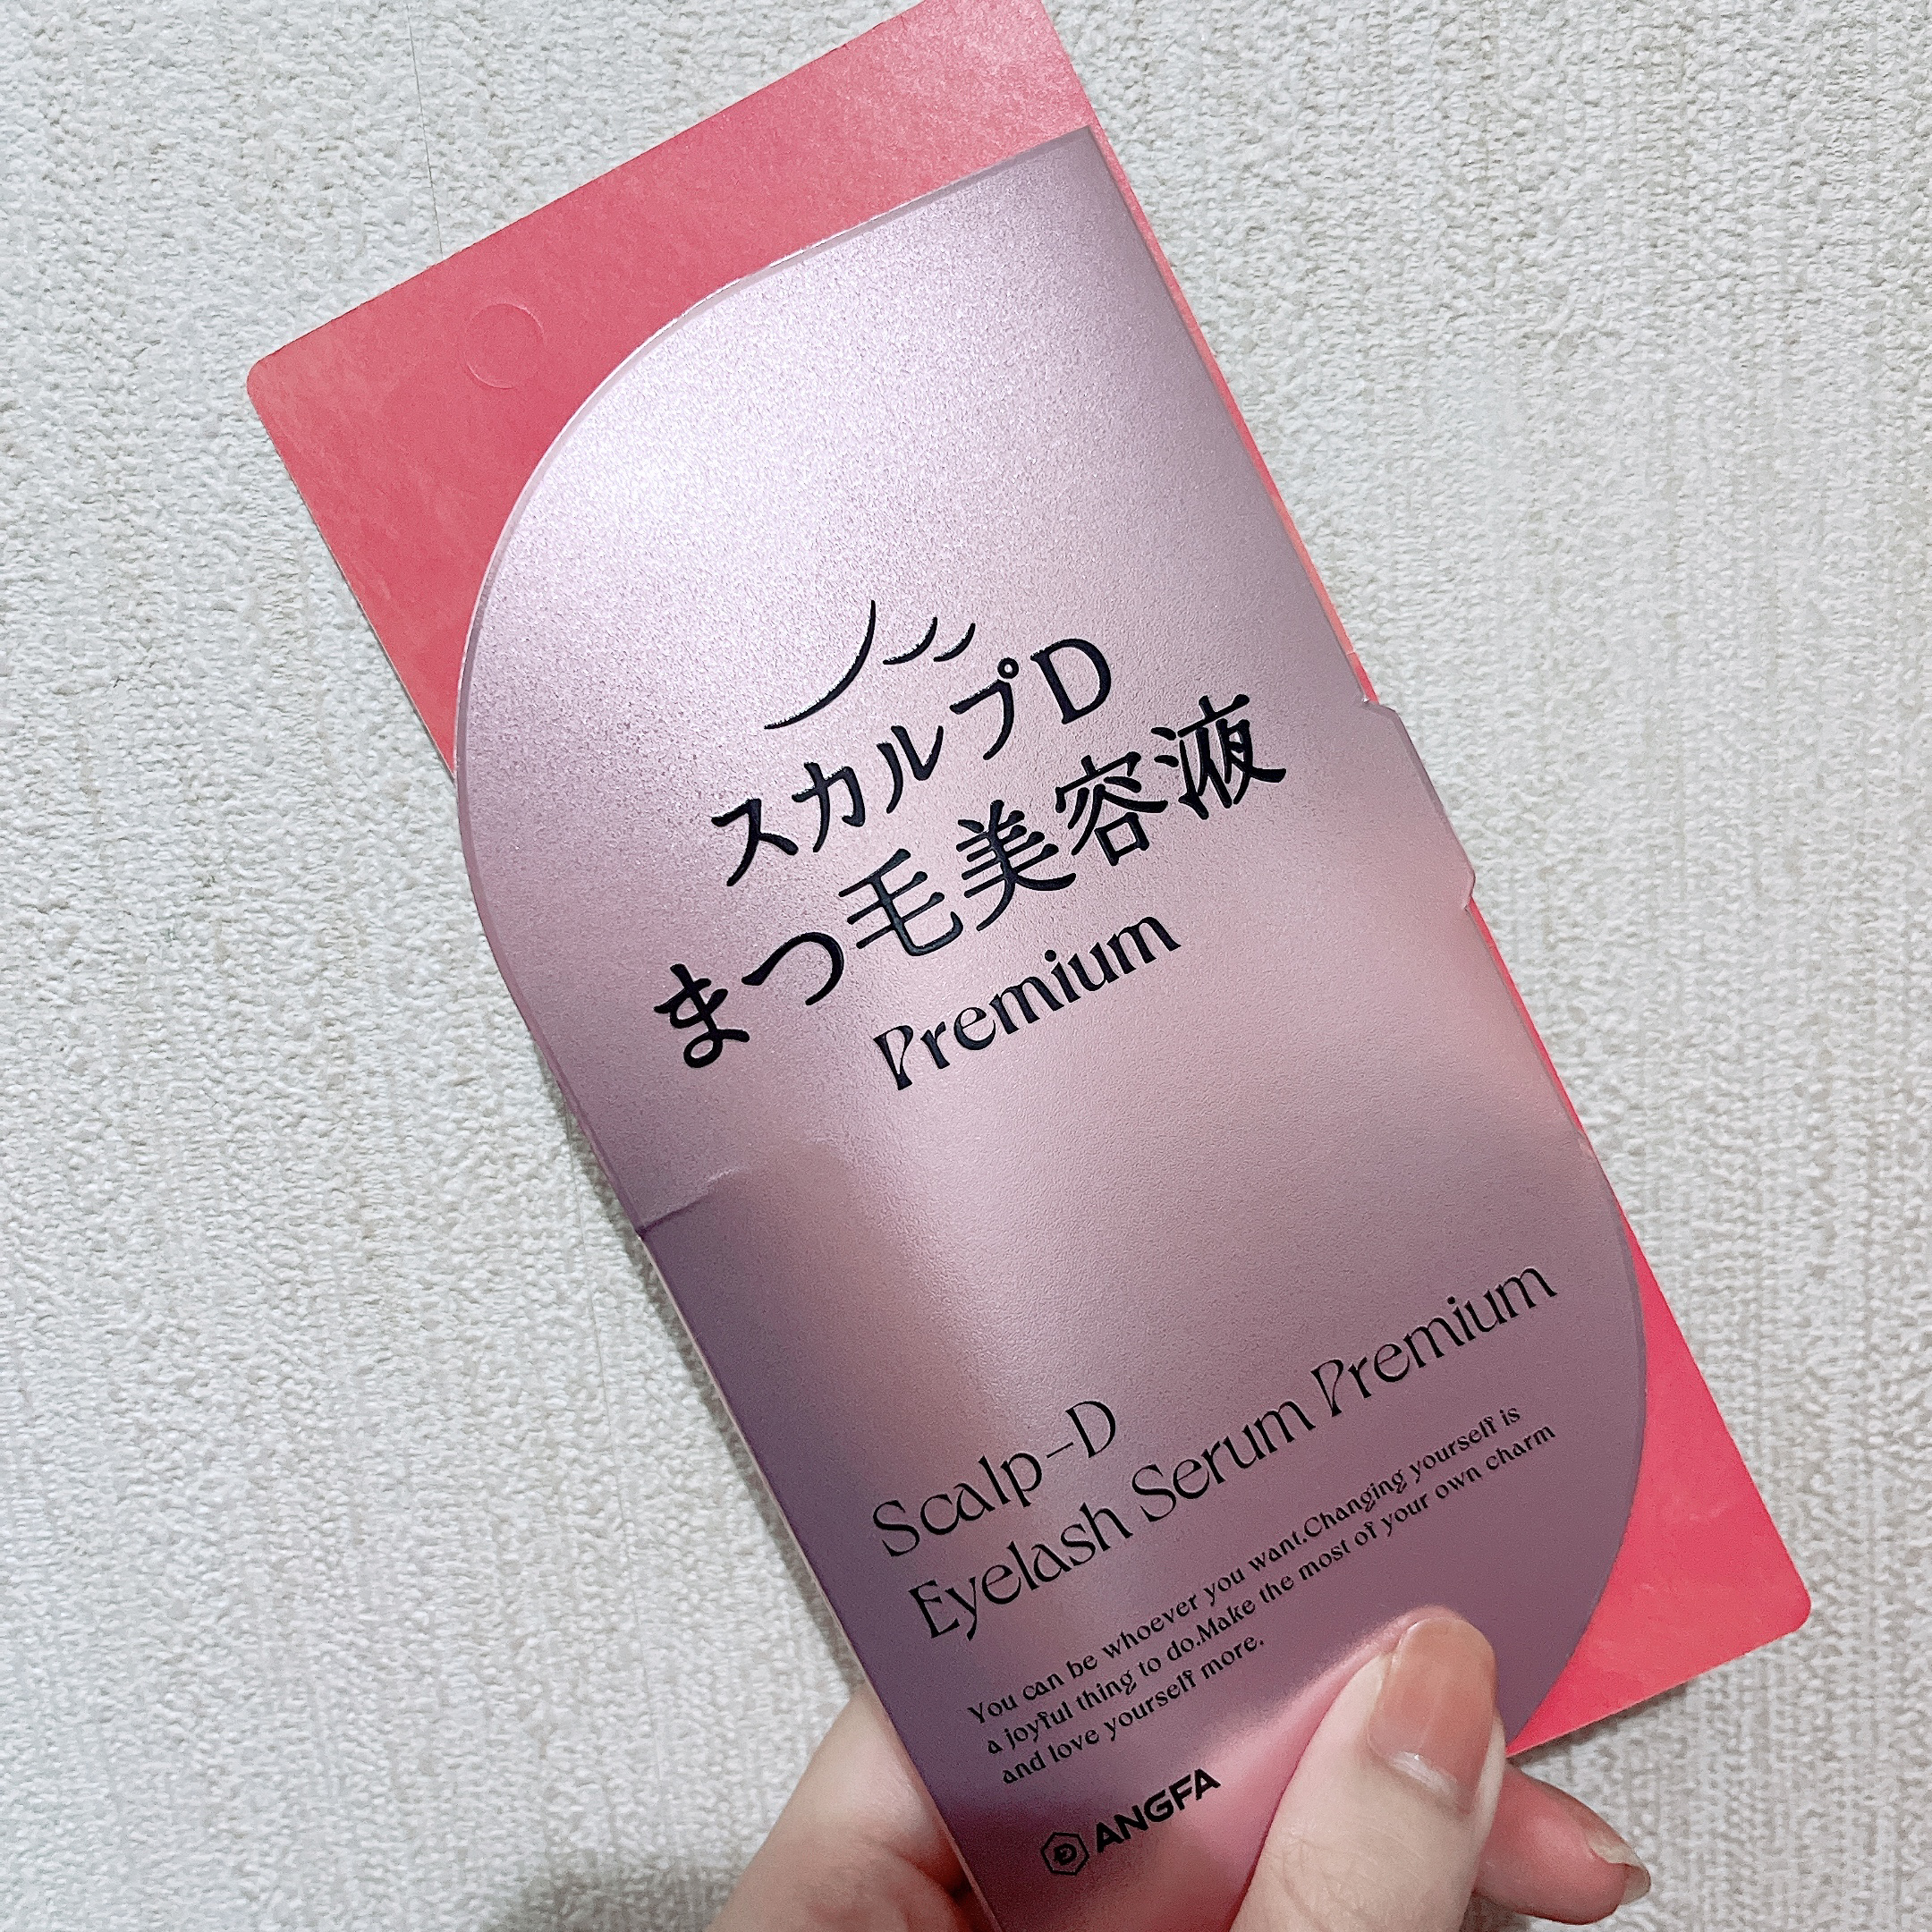 スカルプD
まつ毛美容液
Premium
Scalp-D
Eyelash Serum Premium
You can be whoever you want.Changing yourself is
a joyful thing to do.Make the most of your own charm
and love yourself more.
ANGFA